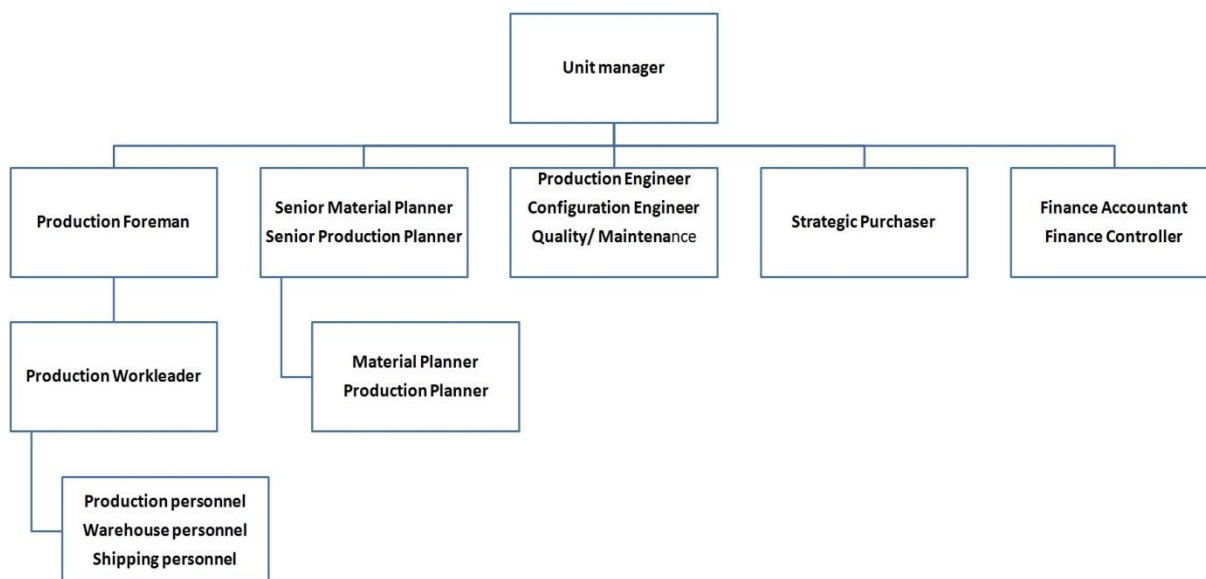 Unit manager
Production Foreman
Senior Material Planner
Senior Production Planner
Production Engineer
Configuration Engineer
Quality/ Maintenance
Strategic Purchaser
Finance Accountant
Finance Controller
Production Workleader
Material Planner
Production Planner
Production personnel
Warehouse personnel
Shipping personnel